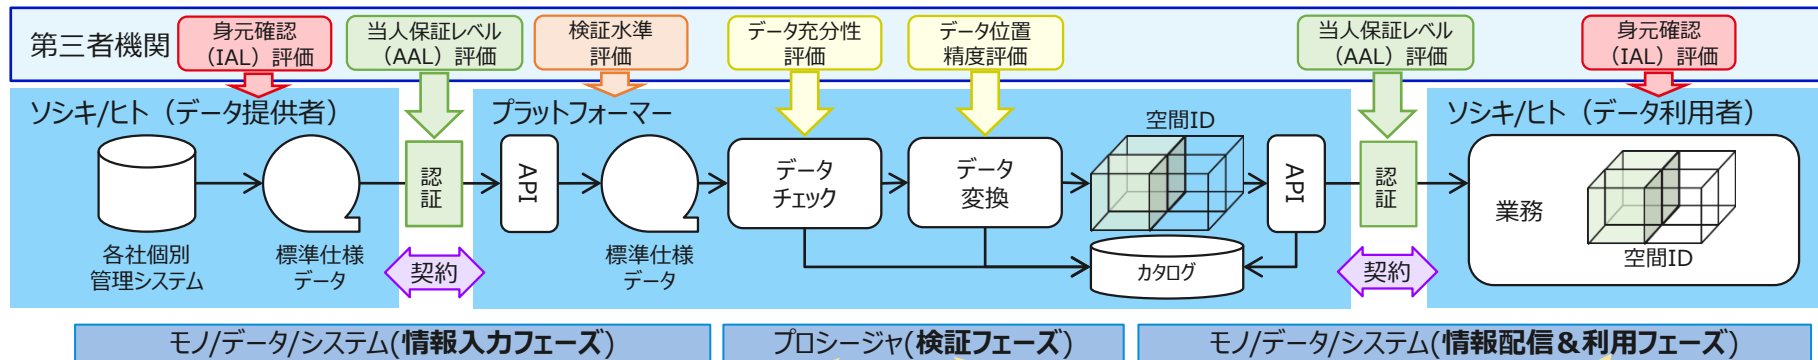 第三者機関
身元確認
（IAL）評価
当人保証レベル
（AAL）評価
検証水準
評価
データ充分性
評価
データ位置
精度評価
当人保証レベル
（AAL）評価
身元確認
（IAL）評価
ソシキ/ヒト（データ提供者）
プラットフォーマー
ソシキ/ヒト（データ利用者）
各社個別
管理システム
標準仕様
データ
認証
契約
API
標準仕様
データ
データ
チェック
データ
変換
空間ID
カタログ
API
認証
契約
業務
空間ID
モノ/データ/システム(情報入力フェーズ)
プロシージャ(検証フェーズ)
モノ/データ/システム(情報配信&利用フェーズ)